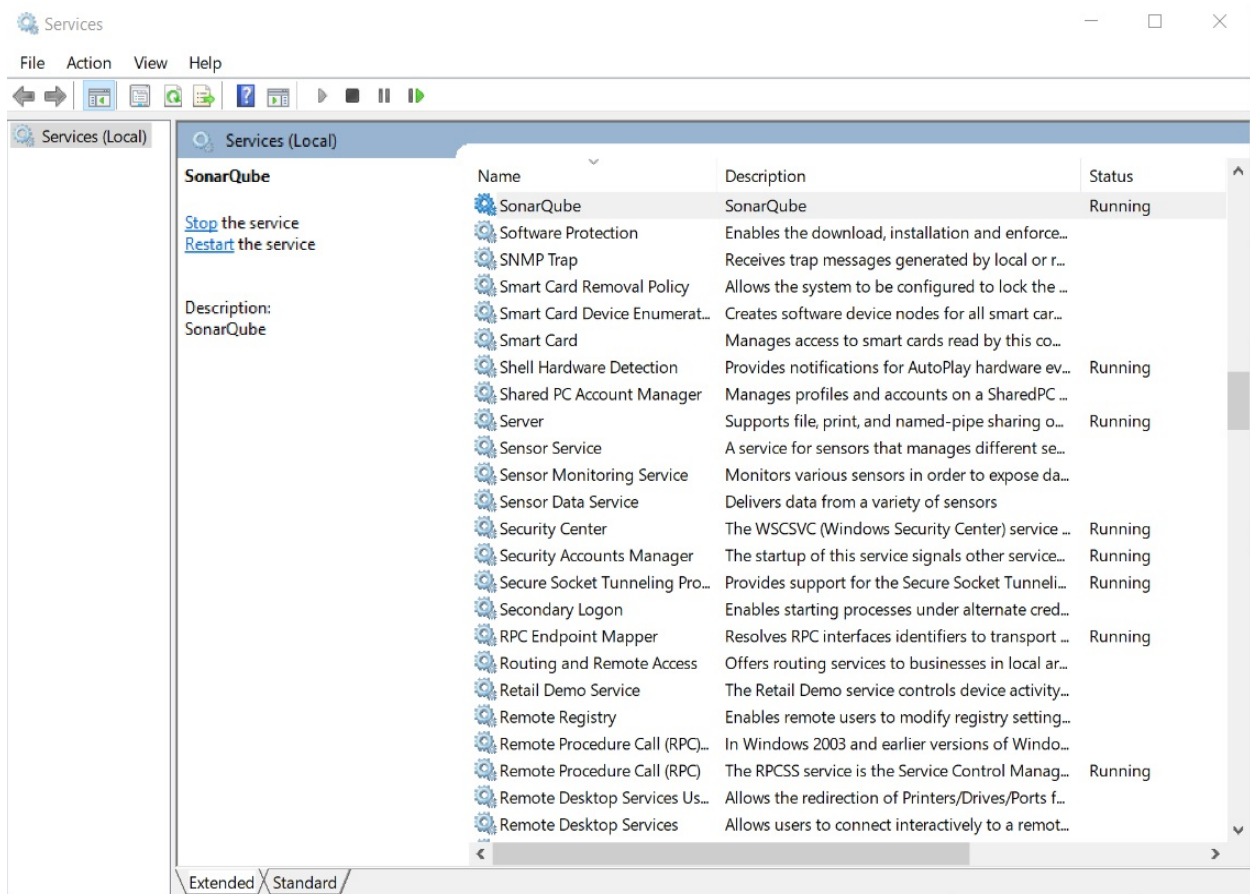 Services
File Action View Help
Services (Local)
Services (Local)
SonarQube
Stop the service
Restart the service
Description:
SonarQube
Name Description Status
SonarQube SonarQube Running
Software Protection Enables the download, installation and enforce...
SNMP Trap Receives trap messages generated by local or r...
Smart Card Removal Policy Allows the system to be configured to lock the ...
Smart Card Device Enumerat... Creates software device nodes for all smart car...
Smart Card Manages access to smart cards read by this co...
Shell Hardware Detection Provides notifications for AutoPlay hardware ev... Running
Shared PC Account Manager Manages profiles and accounts on a SharedPC ...
Server Supports file, print, and named-pipe sharing o... Running
Sensor Service A service for sensors that manages different se...
Sensor Monitoring Service Monitors various sensors in order to expose da...
Sensor Data Service Delivers data from a variety of sensors
Security Center The WSCSVC (Windows Security Center) service ... Running
Security Accounts Manager The startup of this service signals other service... Running
Secure Socket Tunneling Pro... Provides support for the Secure Socket Tunneli... Running
Secondary Logon Enables starting processes under alternate cred...
RPC Endpoint Mapper Resolves RPC interfaces identifiers to transport ... Running
Routing and Remote Access Offers routing services to businesses in local ar...
Retail Demo Service The Retail Demo service controls device activity...
Remote Registry Enables remote users to modify registry setting...
Remote Procedure Call (RPC)... In Windows 2003 and earlier versions of Windo...
Remote Procedure Call (RPC) The RPCSS service is the Service Control Manag... Running
Remote Desktop Services Us... Allows the redirection of Printers/Drives/Ports f...
Remote Desktop Services Allows users to connect interactively to a remot...
Extended Standard